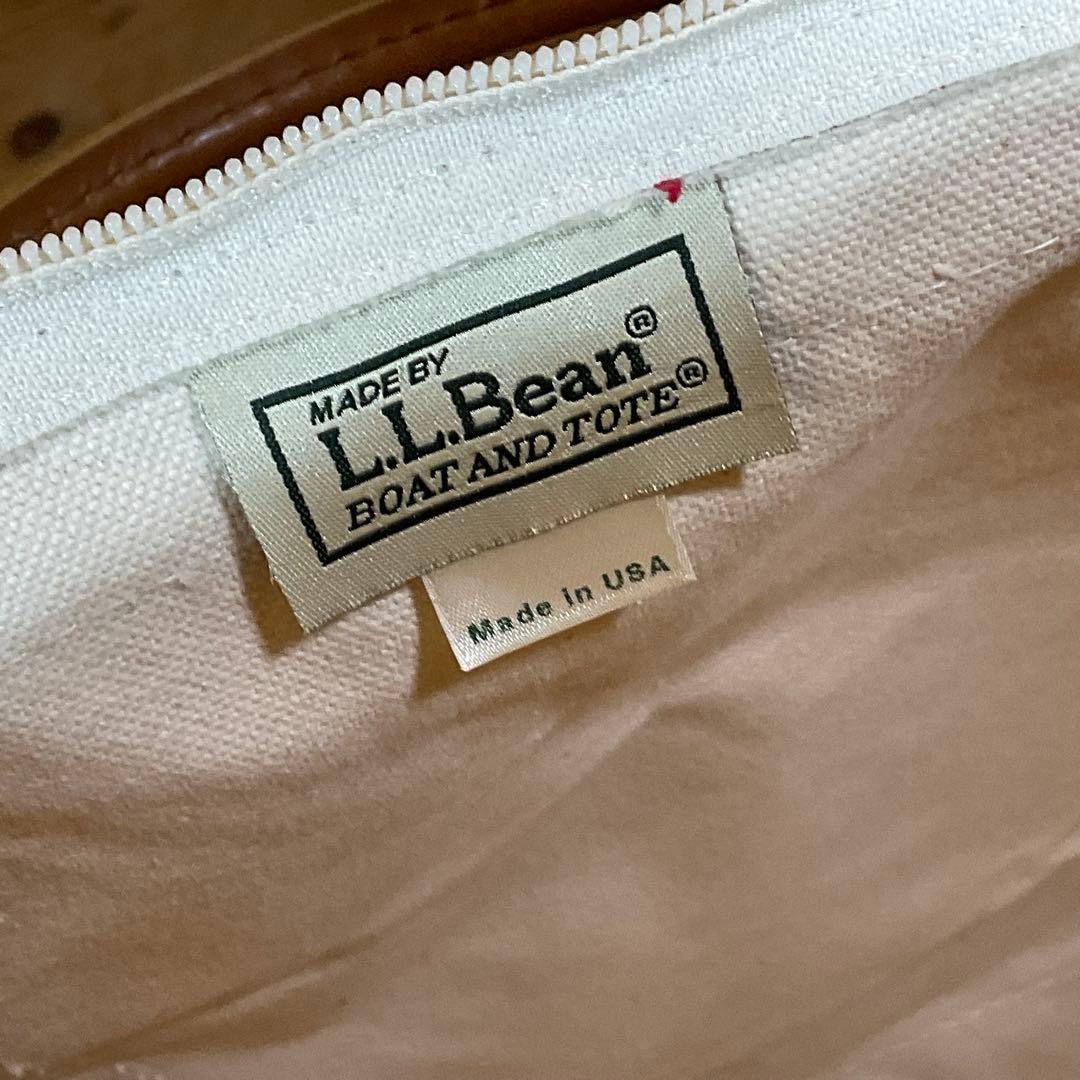 MADE BY
L.L.Bean®
BOAT AND TOTE®
Made in USA